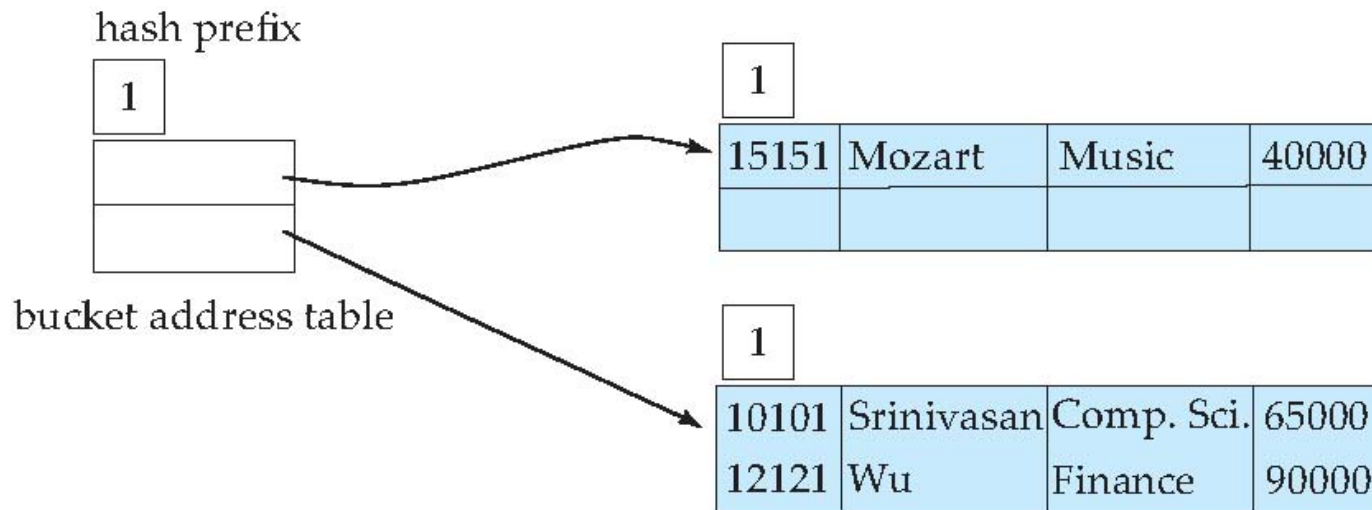 hash prefix
1
bucket address table
1
15151 Mozart Music 40000
1
10101 Srinivasan Comp. Sci. 65000
12121 Wu Finance 90000